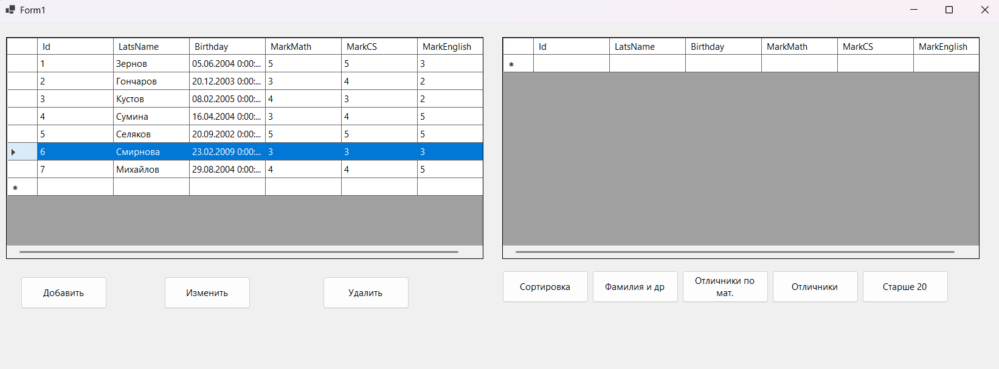 Form1
Id LatsName Birthday MarkMath MarkCS MarkEnglish
1 Зернов 05.06.2004 0:00:... 5 5 3
2 Гончаров 20.12.2003 0:00:... 3 4 2
3 Кустов 08.02.2005 0:00:... 4 3 2
4 Сумина 16.04.2004 0:00:... 3 4 5
5 Селяков 20.09.2002 0:00:... 5 5 5
6 Смирнова 23.02.2009 0:00:... 3 3 3
7 Михайлов 29.08.2004 0:00:... 4 4 5
Добавить Изменить Удалить
Id LatsName Birthday MarkMath MarkCS MarkEnglish
Сортировка
Фамилия и др
Отличники по
мат.
Отличники
Старше 20